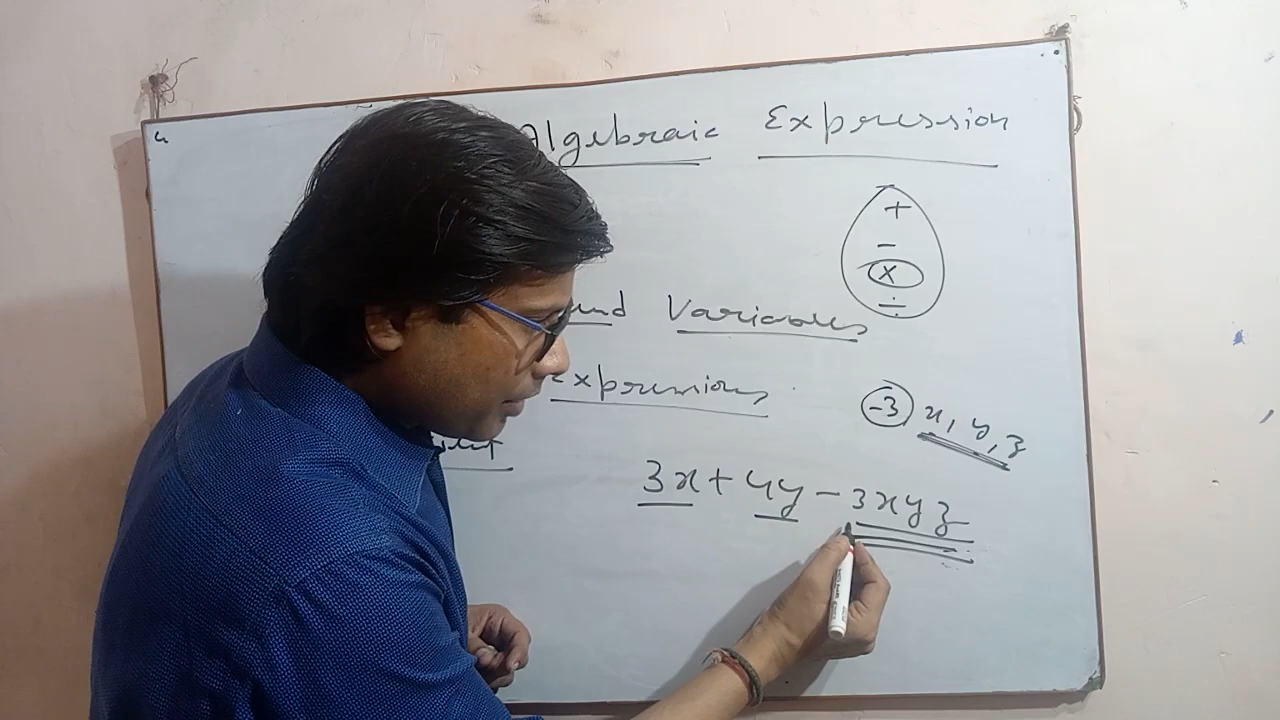 Algebraic Expression
+
-
x
÷
and Variables
Expressions
-3 x, y, z
3x + 4y - 3xyz